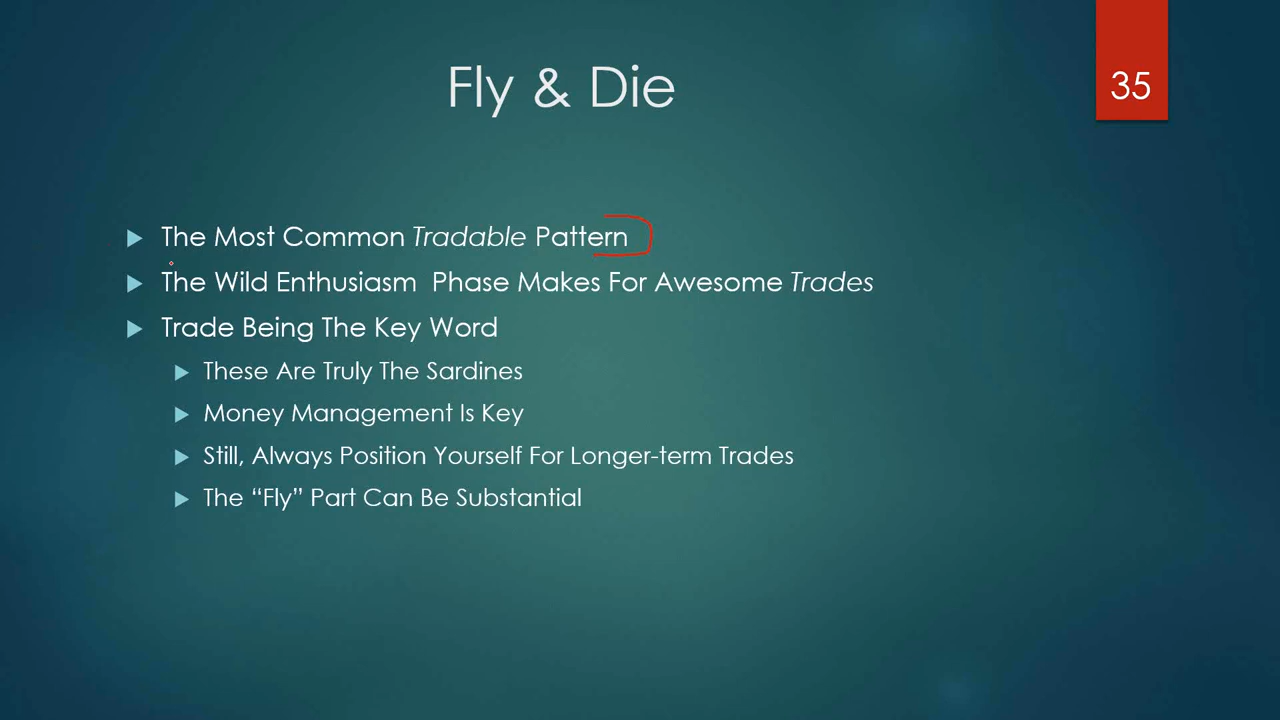 Fly & Die
35
The Most Common Tradable Pattern
The Wild Enthusiasm  Phase Makes For Awesome Trades
Trade Being The Key Word
These Are Truly The Sardines
Money Management Is Key
Still, Always Position Yourself For Longer-term Trades
The “Fly” Part Can Be Substantial